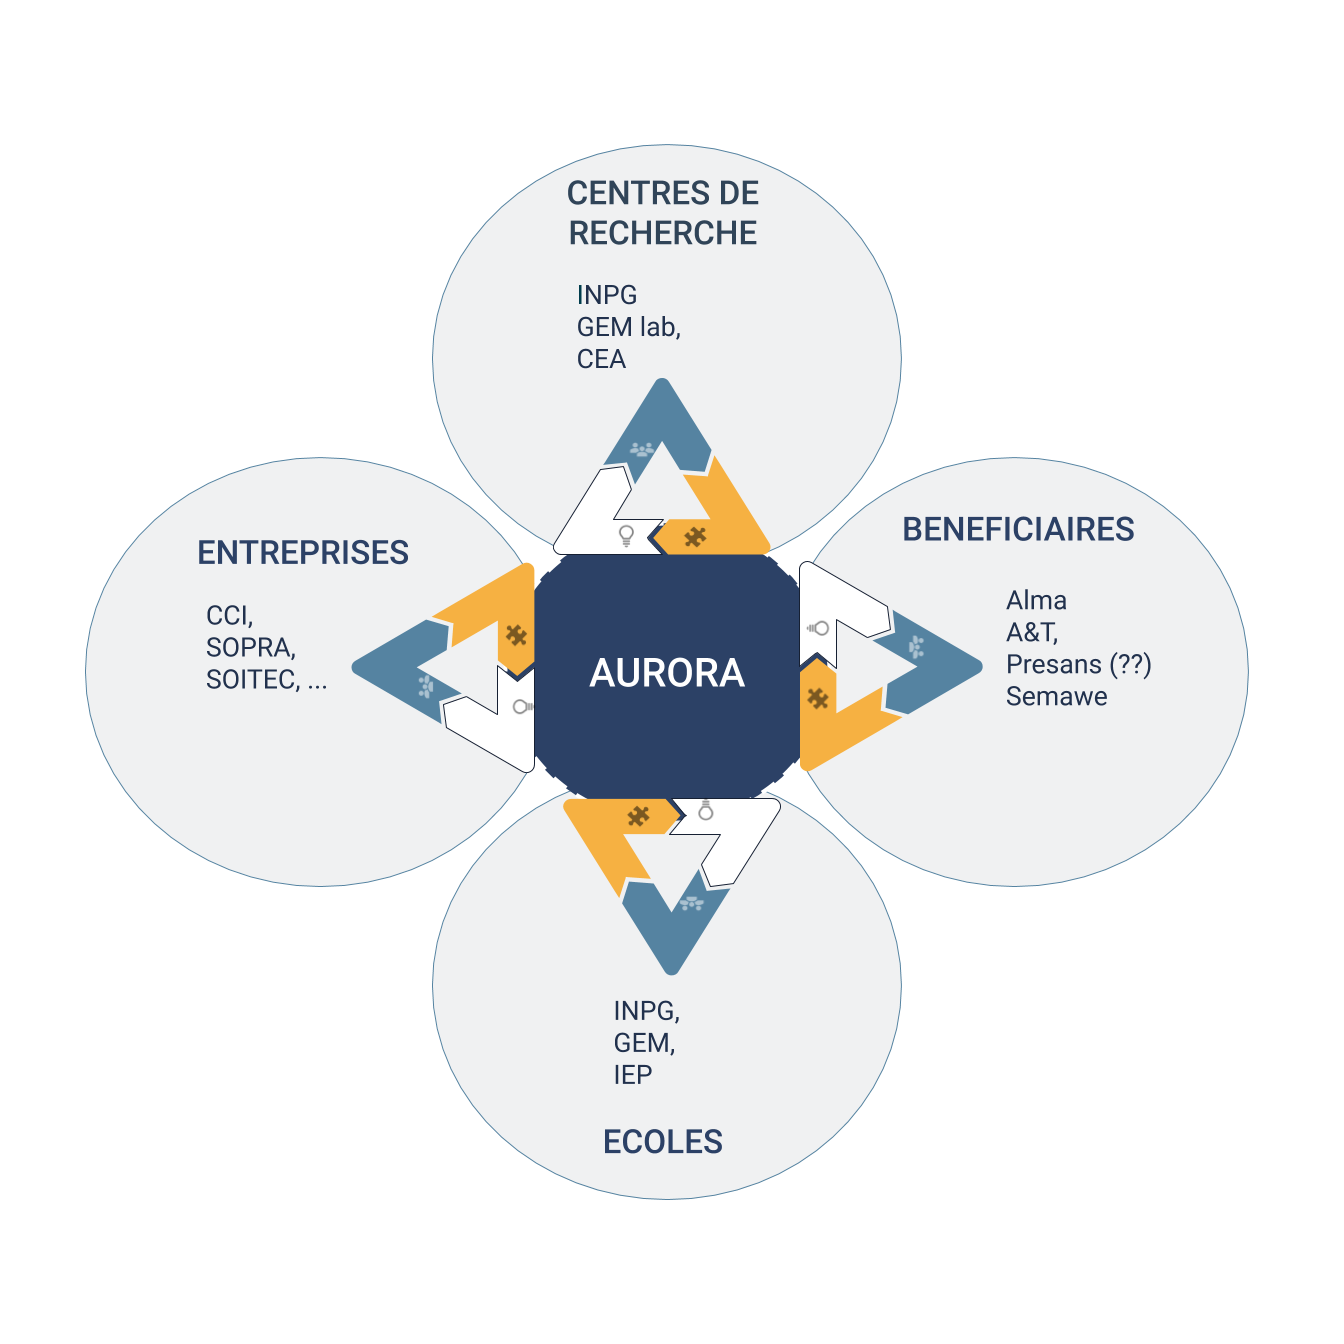 CENTRES DE
RECHERCHE
INPG
GEM lab,
CEA
ENTREPRISES
CCI,
SOPRA,
SOITEC, ...
AURORA
BENEFICIAIRES
Alma
A&T,
Presans (??)
Semawe
INPG,
GEM,
IEP
ECOLES